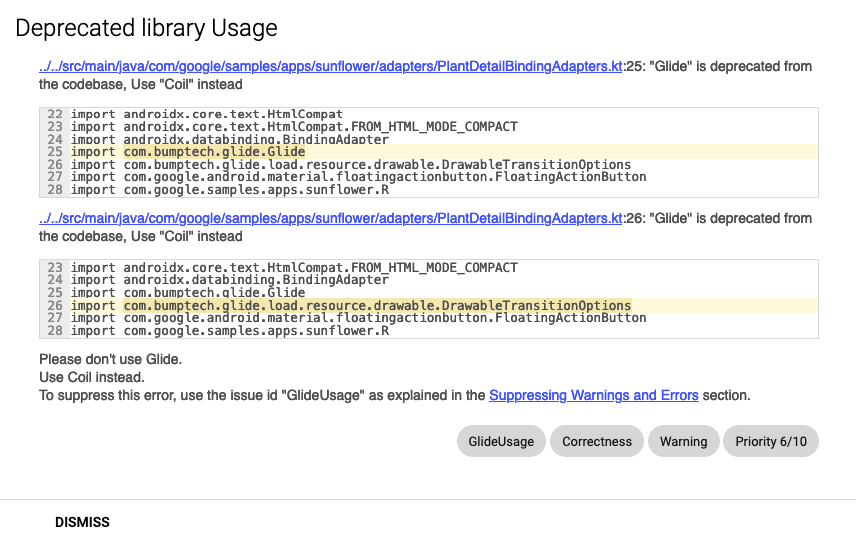 Deprecated library Usage
../../src/main/java/com/google/samples/apps/sunflower/adapters/PlantDetailBindingAdapters.kt:25: "Glide" is deprecated from
the codebase, Use "Coil" instead
22 import androidx.core.text.HtmlCompat
23 import androidx.core.text.HtmlCompat.FROM_HTML_MODE_COMPACT
24 import androidx.databinding.BindingAdapter
25 import com.bumptech.glide.Glide
26 import com.bumptech.glide.load.resource.drawable.DrawableTransitionOptions
27 import com.google.android.material.floatingactionbutton.FloatingActionButton
28 import com.google.samples.apps.sunflower.R
../../src/main/java/com/google/samples/apps/sunflower/adapters/PlantDetailBindingAdapters.kt:26: "Glide" is deprecated from
the codebase, Use "Coil" instead
23 import androidx.core.text.HtmlCompat.FROM_HTML_MODE_COMPACT
24 import androidx.databinding.BindingAdapter
25 import com.bumptech.glide.Glide
26 import com.bumptech.glide.load.resource.drawable.DrawableTransitionOptions
27 import com.google.android.material.floatingactionbutton.FloatingActionButton
28 import com.google.samples.apps.sunflower.R
Please don't use Glide.
Use Coil instead.
To suppress this error, use the issue id "GlideUsage" as explained in the Suppressing Warnings and Errors section.
GlideUsage Correctness Warning Priority 6/10
DISMISS